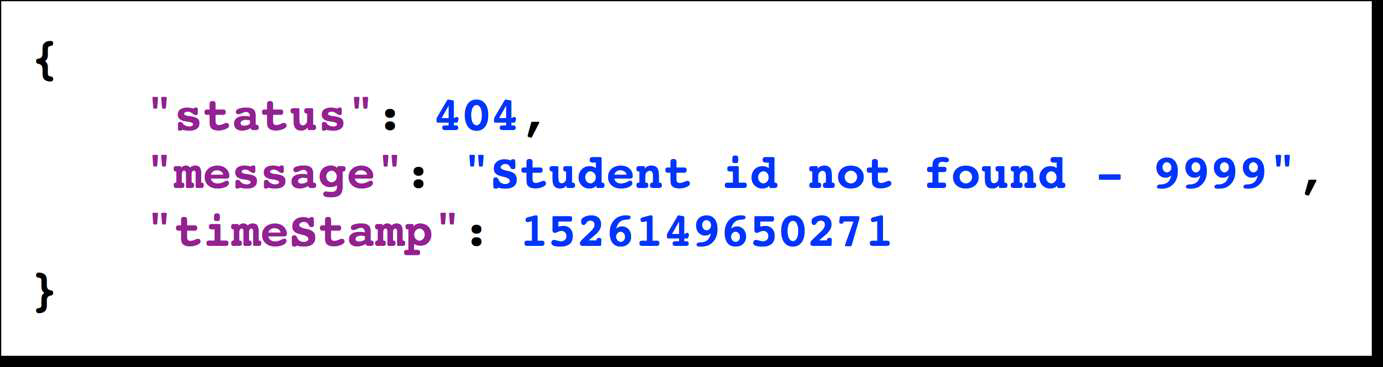 {
"status": 404,
"message": "Student id not found - 9999",
"timeStamp": 1526149650271
}